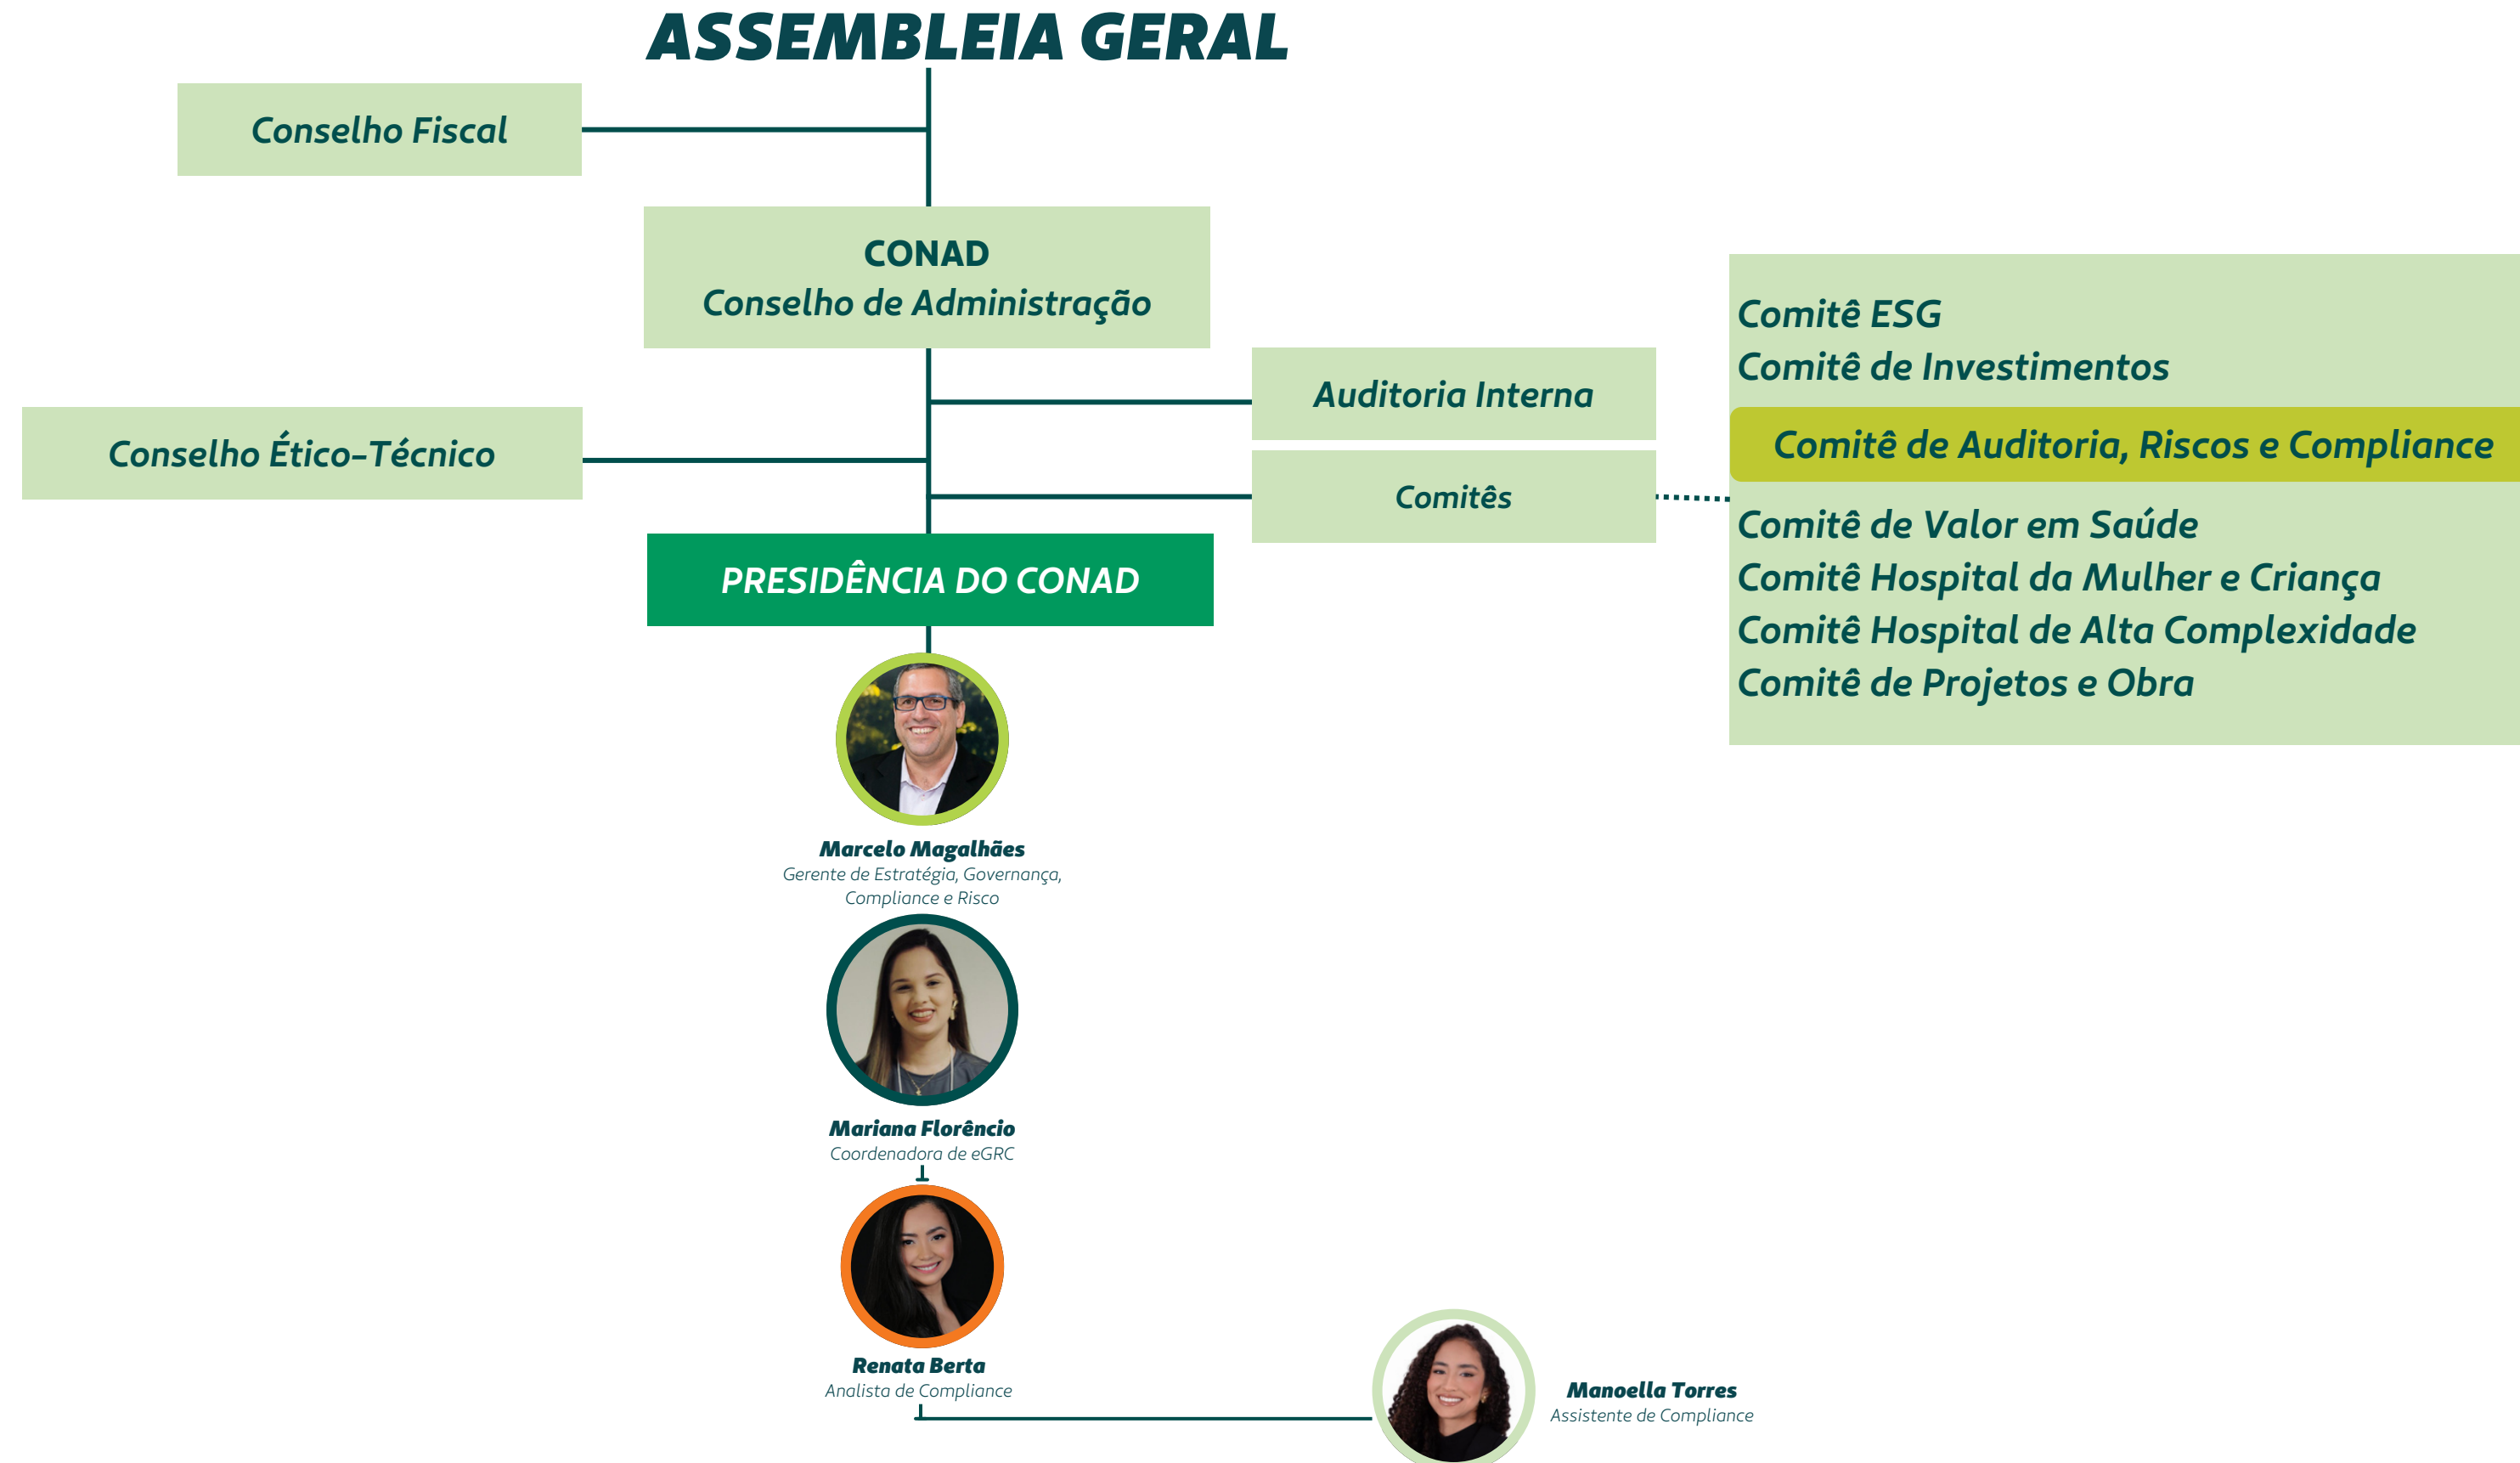 ASSEMBLEIA GERAL
Conselho Fiscal
CONAD
Conselho de Administração
Auditoria Interna
Conselho Ético-Técnico
Comitês
Comitê ESG
Comitê de Investimentos
Comitê de Auditoria, Riscos e Compliance
Comitê de Valor em Saúde
Comitê Hospital da Mulher e Criança
Comitê Hospital de Alta Complexidade
Comitê de Projetos e Obra
PRESIDÊNCIA DO CONAD
Marcelo Magalhães
Gerente de Estratégia, Governança,
Compliance e Risco
Mariana Florêncio
Coordenadora de eGRC
Renata Berta
Analista de Compliance
Manoella Torres
Assistente de Compliance